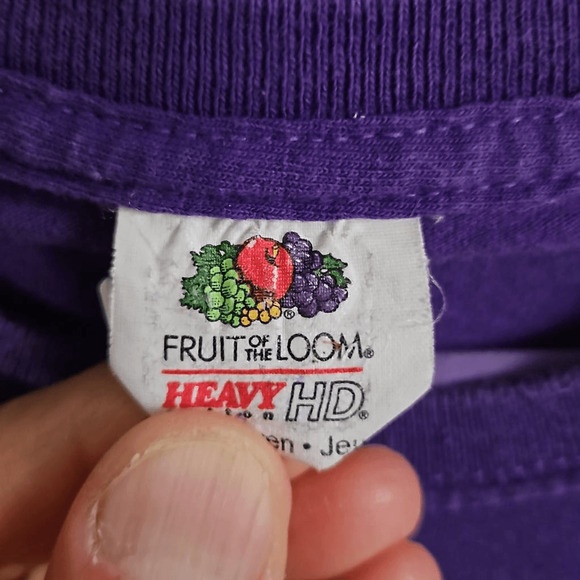 ®
FRUIT OF THE LOOM®
HEAVY HD®